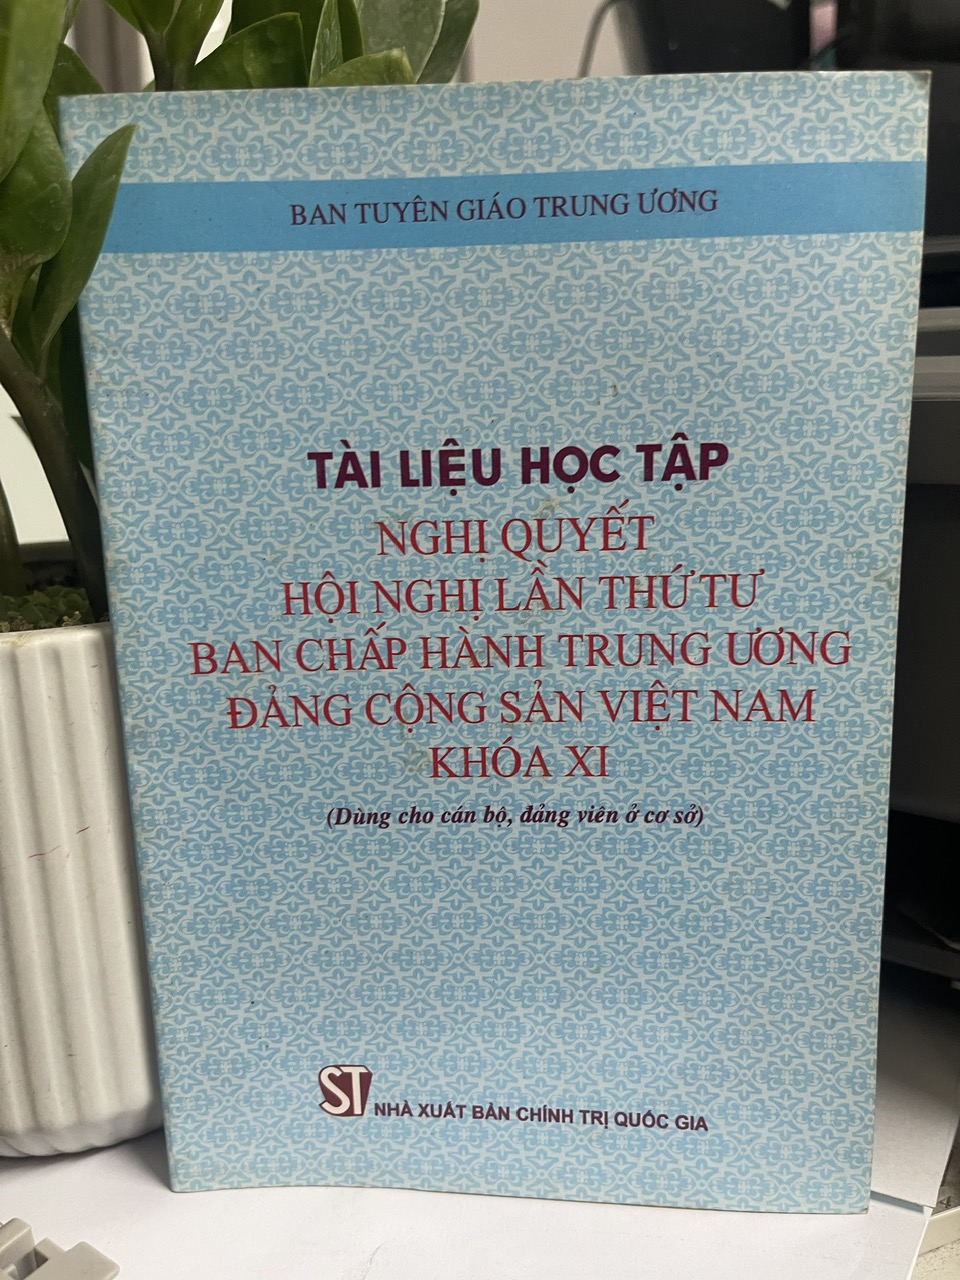 BAN TUYÊN GIÁO TRUNG ƯƠNG
TÀI LIỆU HỌC TẬP
NGHỊ QUYẾT
HỘI NGHỊ LẦN THỨ TƯ
BAN CHẤP HÀNH TRUNG ƯƠNG
ĐẢNG CỘNG SẢN VIỆT NAM
KHÓA XI
(Dùng cho cán bộ, đảng viên ở cơ sở)
ST NHÀ XUẤT BẢN CHÍNH TRỊ QUỐC GIA